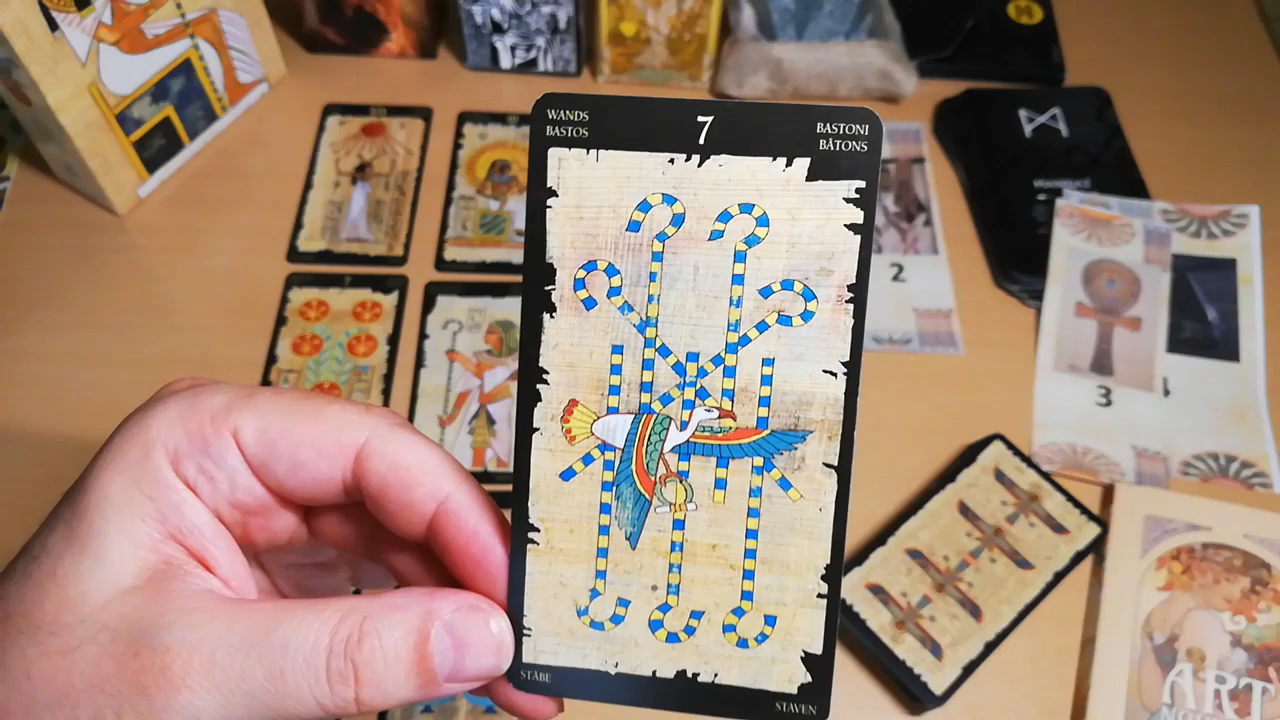 WANDS
BASTOS
7
BASTONI
BÂTONS
STÄBE
STAVEN
2
3
ART